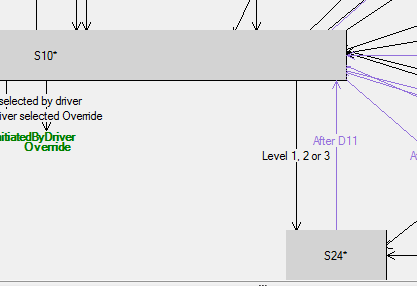 S10*
selected by driver
iver selected Override
itiatedByDriver
Override
After D11
Level 1, 2 or 3
S24*